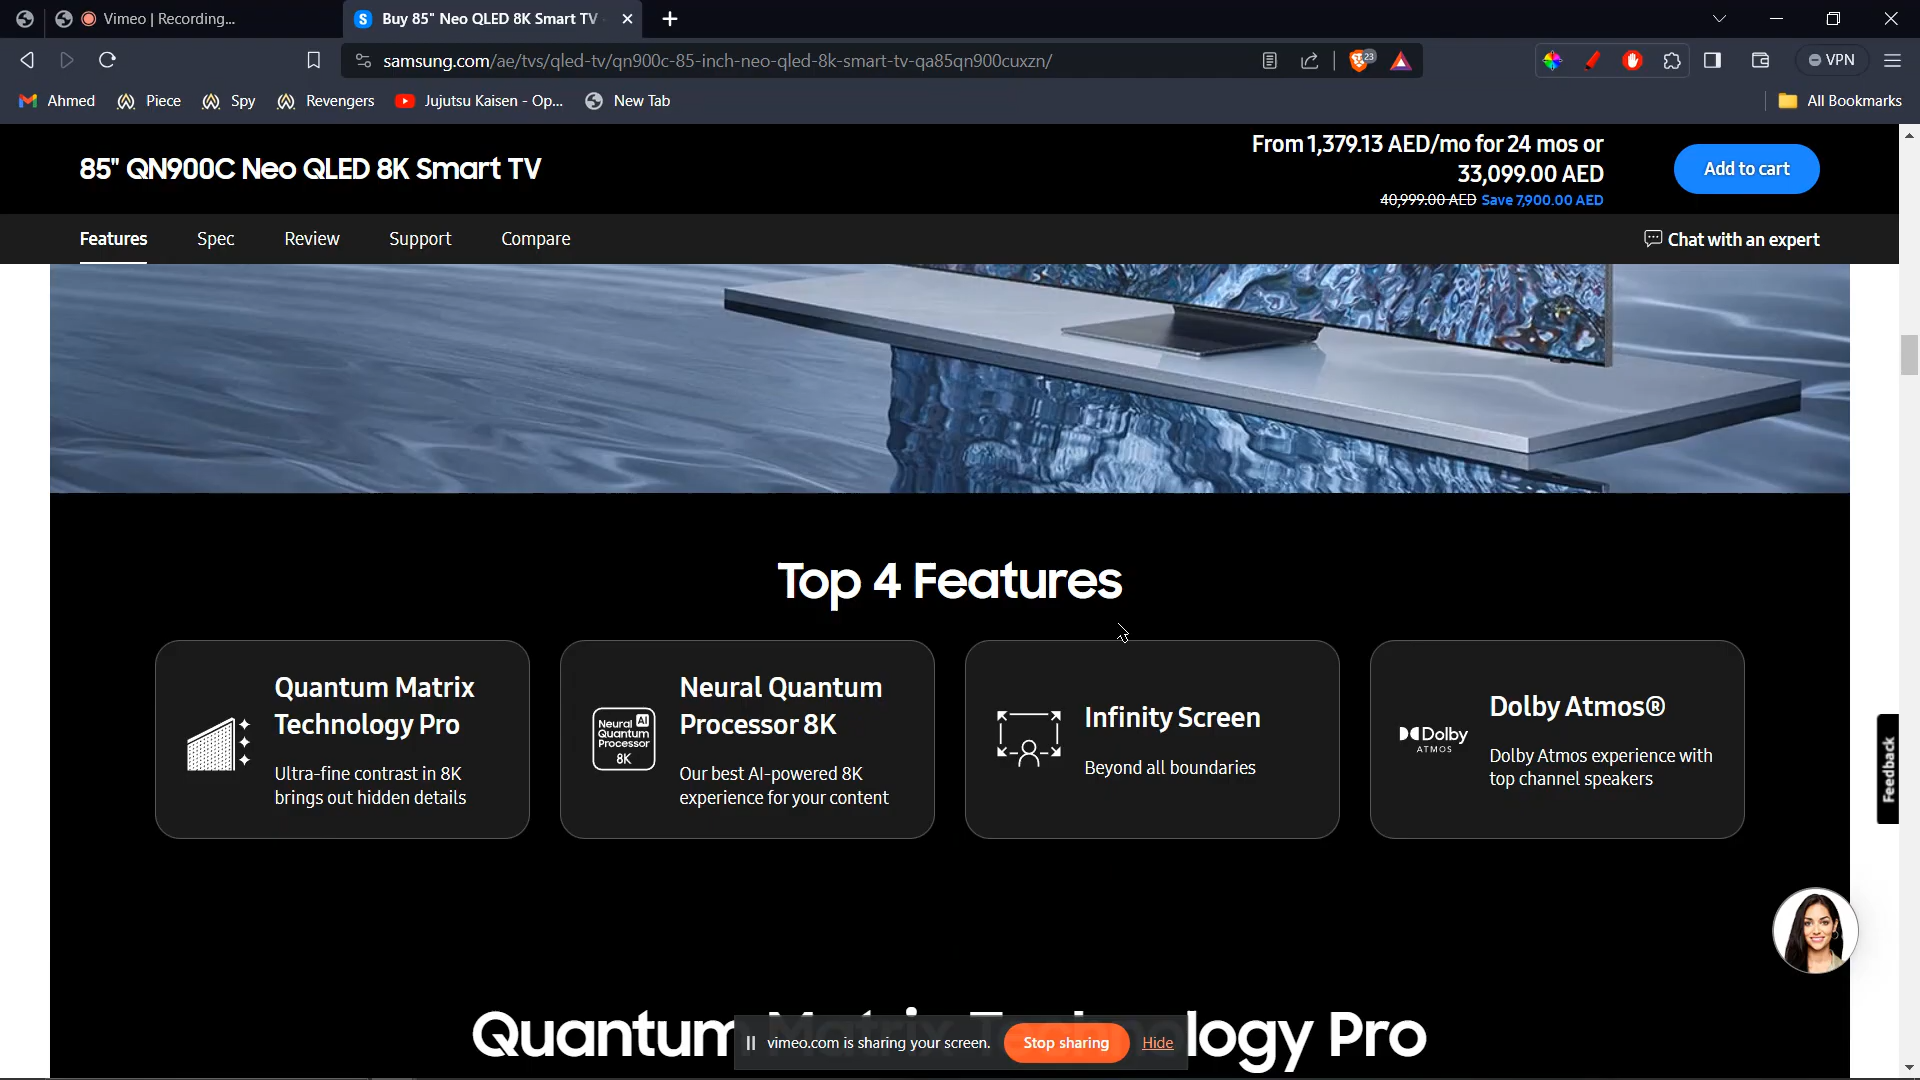 Vimeo | Recording...
Buy 85" Neo QLED 8K Smart TV
samsung.com/ae/tvs/qled-tv/qn900c-85-inch-neo-qled-8k-smart-tv-qa85qn900cuxzn/
23
VPN
Ahmed
Piece
Spy
Revengers
Jujutsu Kaisen - Op...
New Tab
All Bookmarks
85" QN900C Neo QLED 8K Smart TV
From 1,379.13 AED/mo for 24 mos or
33,099.00 AED
40,999.00 AED Save 7,900.00 AED
Add to cart
Features
Spec
Review
Support
Compare
Chat with an expert
Top 4 Features
Quantum Matrix
Technology Pro
Ultra-fine contrast in 8K
brings out hidden details
Neural AI
Quantum
Processor
8K
Neural Quantum
Processor 8K
Our best AI-powered 8K
experience for your content
Infinity Screen
Beyond all boundaries
Dolby
ATMOS
Dolby Atmos®
Dolby Atmos experience with
top channel speakers
Feedback
Quantum Matrix Technology Pro
vimeo.com is sharing your screen.
Stop sharing
Hide